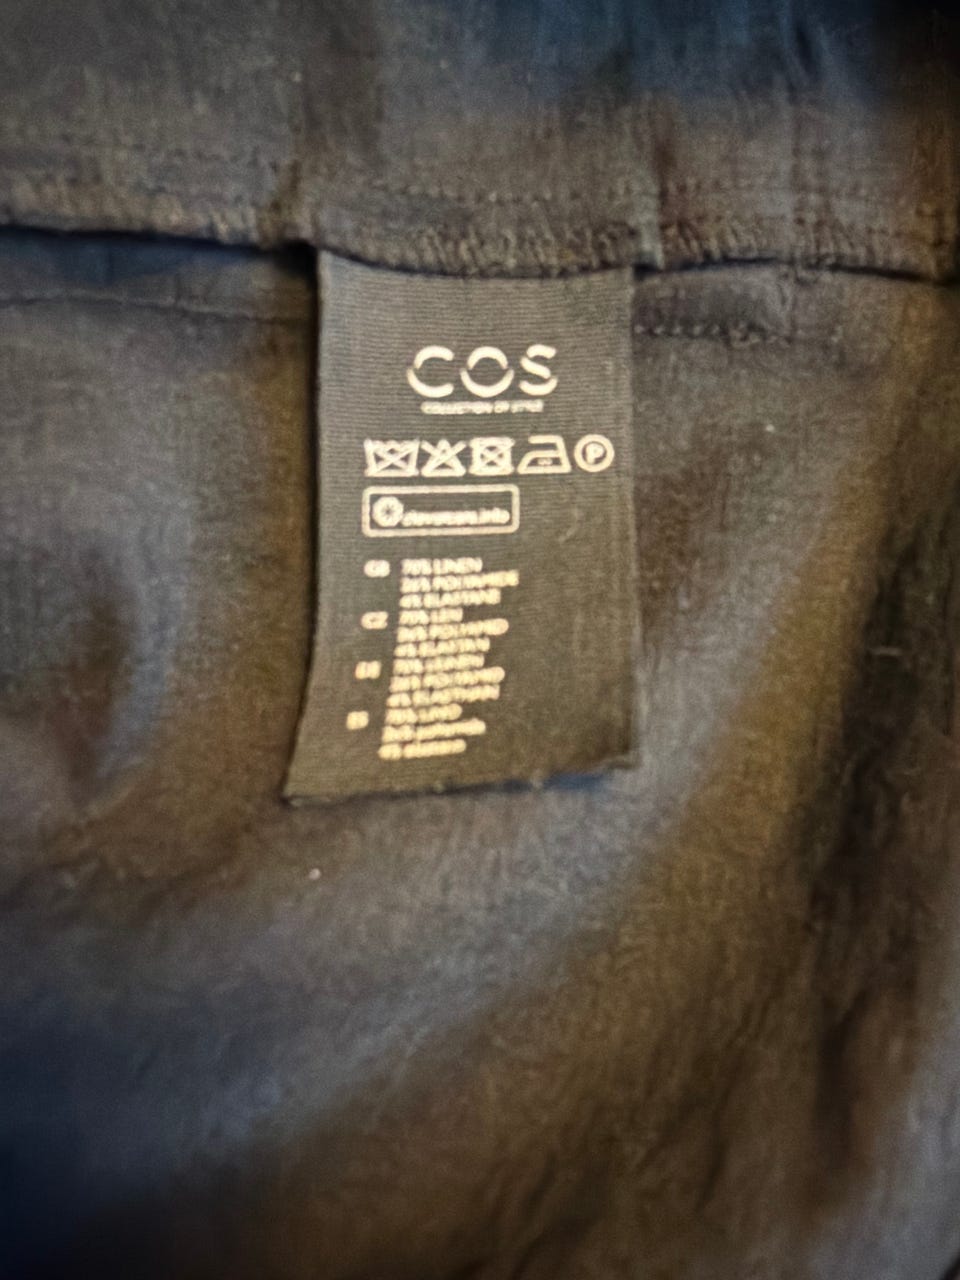 COS
COLLECTION OF STYLE
P
clevercare.info
GB 70% LINEN
26% POLYAMIDE
4% ELASTANE
CZ 70% LEN
26% POLYAMID
4% ELASTAN
70% LEINEN
26% POLYAMID
4% ELASTHAN
ES 70% LINO
26% poliamida
4% elastano